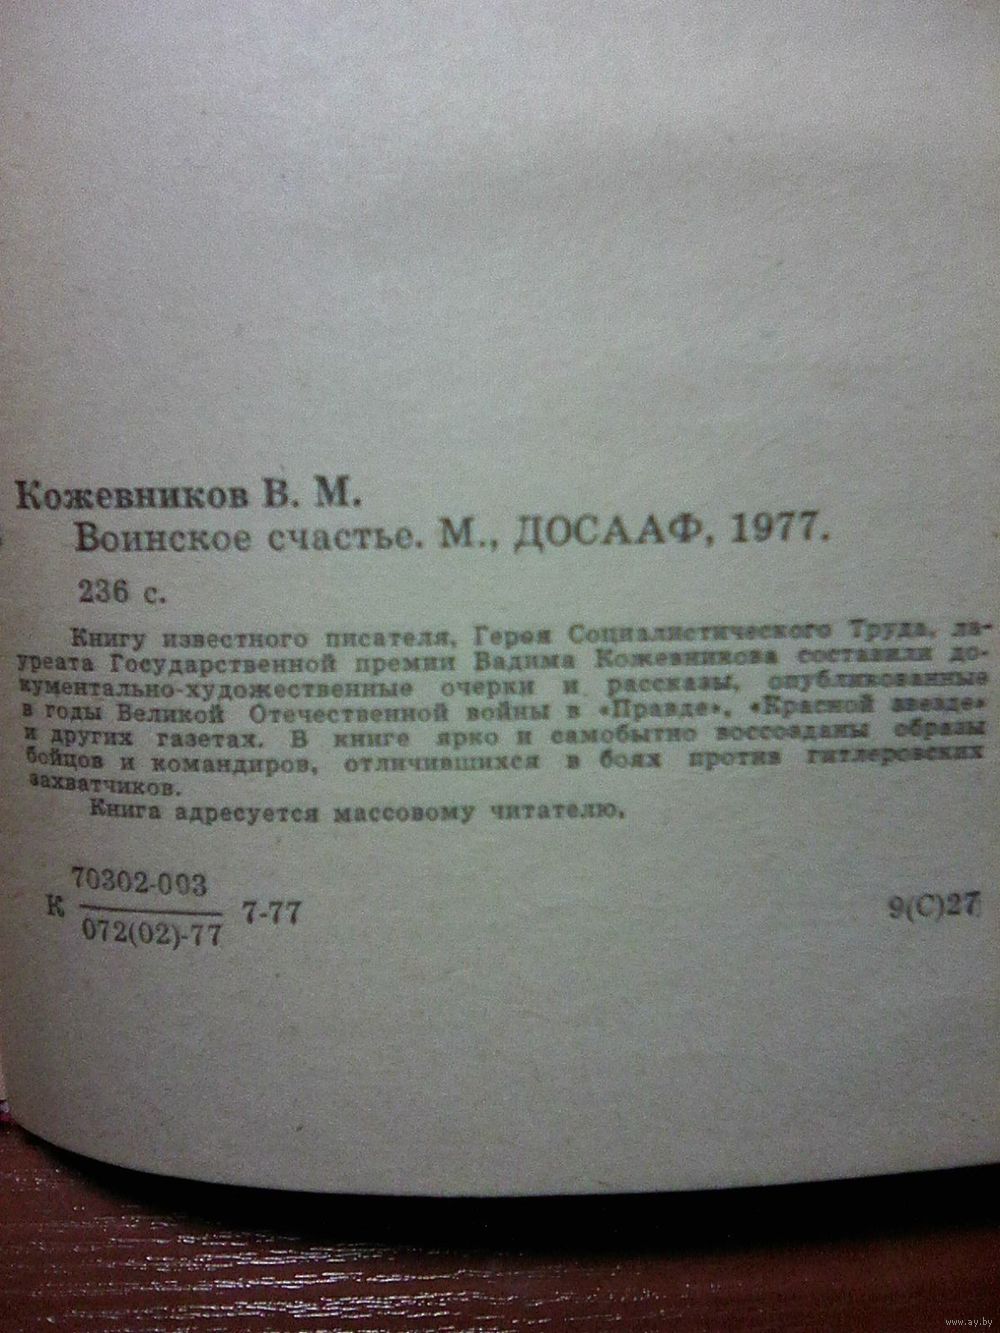 Кожевников В. М.
Воинское счастье. М., ДОСААФ, 1977.
236 с.
Книгу известного писателя, Героя Социалистического Труда, ла-
уреата Государственной премии Вадима Кожевникова составили до-
кументально-художественные очерки и рассказы, опубликованные
в годы Великой Отечественной войны в «Правде», «Красной звезде»
и других газетах. В книге ярко и самобытно воссозданы образы
бойцов и командиров, отличившихся в боях против гитлеровских
захватчиков.
Книга адресуется массовому читателю.
70302-003
К 7-77
072(02)-77
9(С)27
www.ay.by